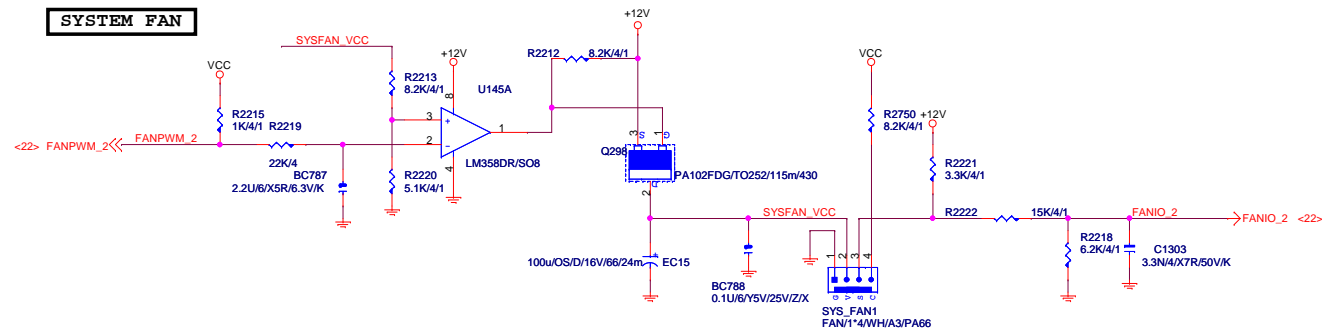 SYSTEM FAN
SYSFAN_VCC
+12V
+12V
R2212
8.2K/4/1
VCC
R2213
8.2K/4/1
U145A
8
3
+
2
-
1
4
LM358DR/SO8
VCC
R2215
1K/4/1
R2219
22K/4
<22>
FANPWM_2
FANPWM_2
BC787
2.2U/6/X5R/6.3V/K
R2220
5.1K/4/1
3
S
1
G
Q298
PA102FDG/TO252/115m/430
2
D
R2750
8.2K/4/1
+12V
R2221
3.3K/4/1
SYSFAN_VCC
R2222
15K/4/1
FANIO_2
FANIO_2
<22>
100u/OS/D/16V/66/24m
+
EC15
BC788
0.1U/6/Y5V/25V/Z/X
1
2
3
4
G
V
S
C
SYS_FAN1
FAN/1*4/WH/A3/PA66
R2218
6.2K/4/1
C1303
3.3N/4/X7R/50V/K